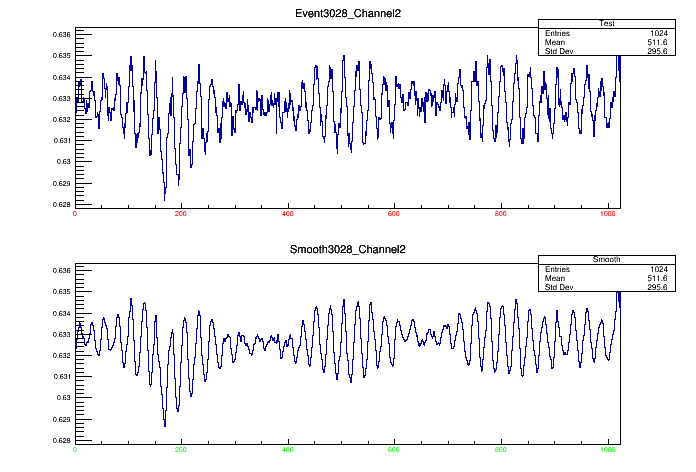 Event3028_Channel2
Test
Entries 1024
Mean 511.6
Std Dev 295.6
0.636
0.635
0.634
0.633
0.632
0.631
0.63
0.629
0.628
0 200 400 600 800 1000
Smooth3028_Channel2
Smooth
Entries 1024
Mean 511.6
Std Dev 295.6
0.636
0.635
0.634
0.633
0.632
0.631
0.63
0.629
0.628
0 200 400 600 800 1000